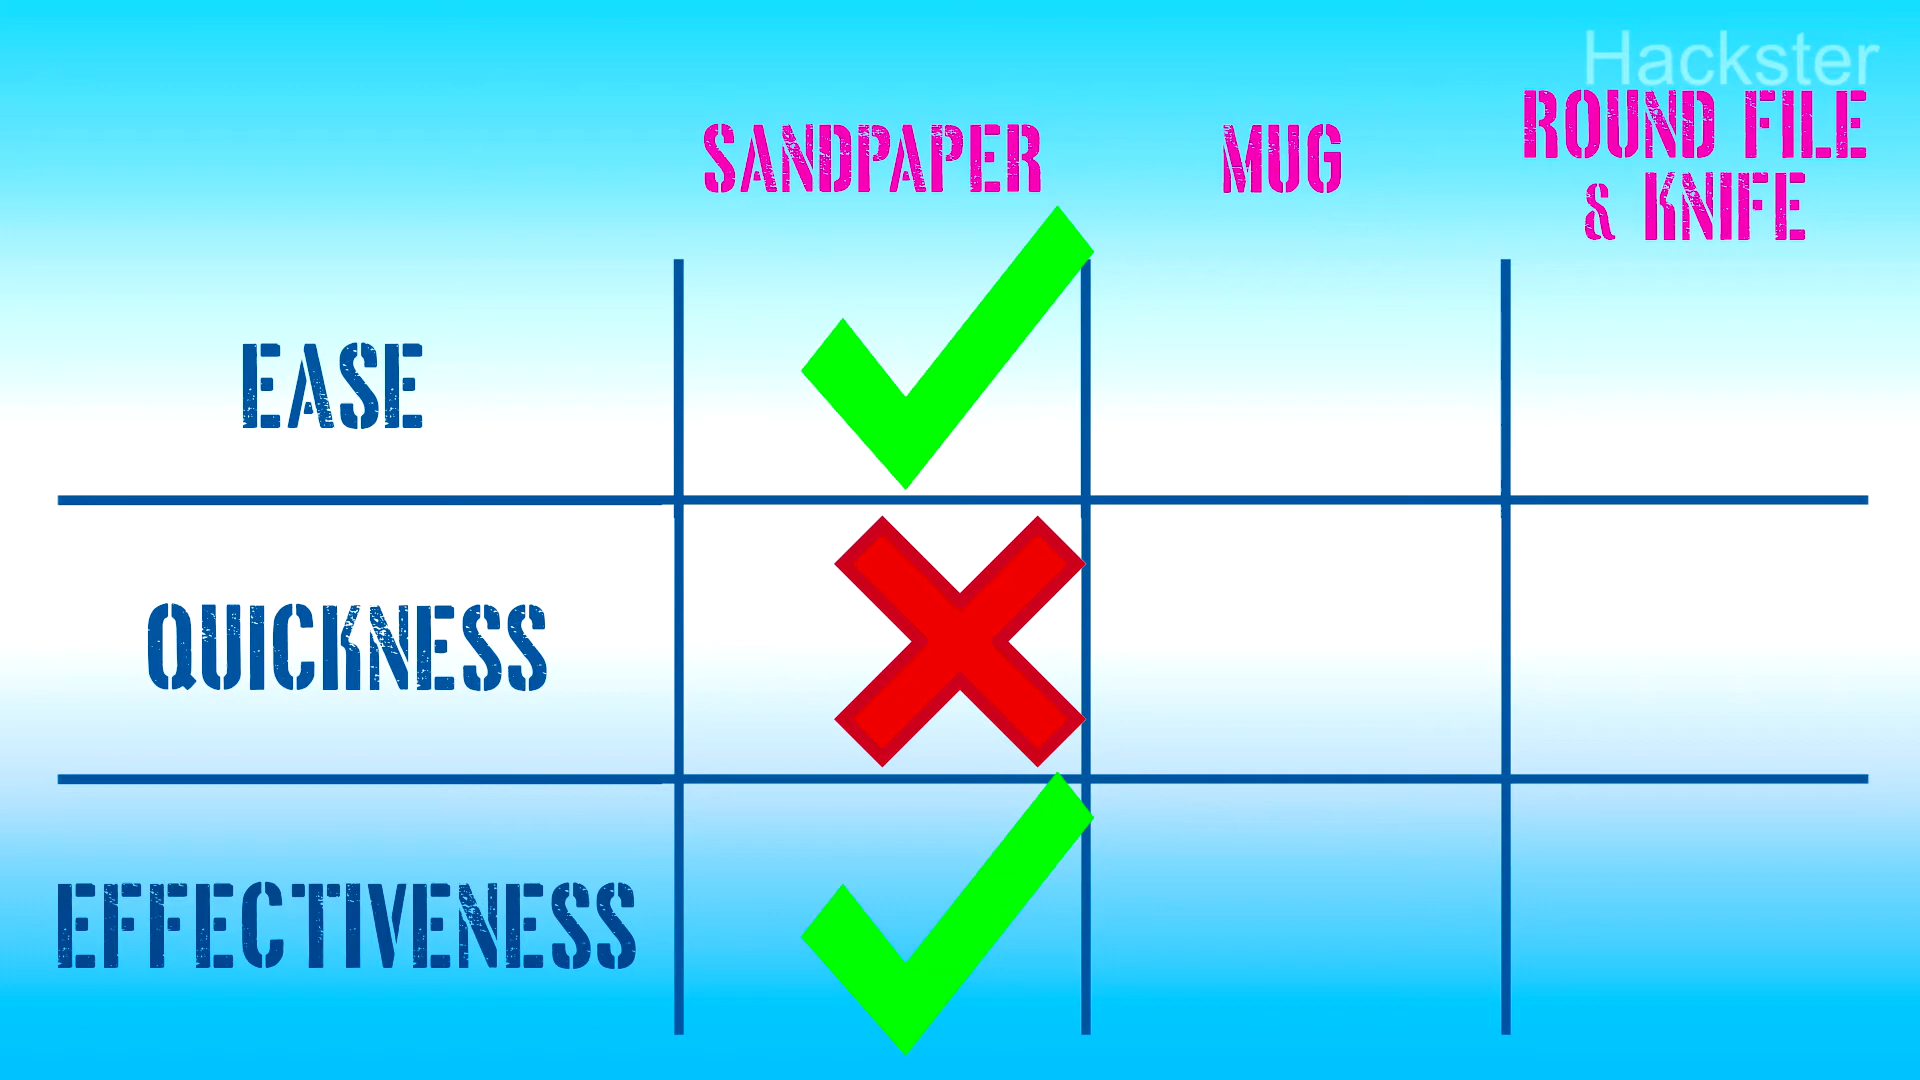 Hackster
SANDPAPER
MUG
ROUND FILE
& KNIFE
EASE
QUICKNESS
EFFECTIVENESS